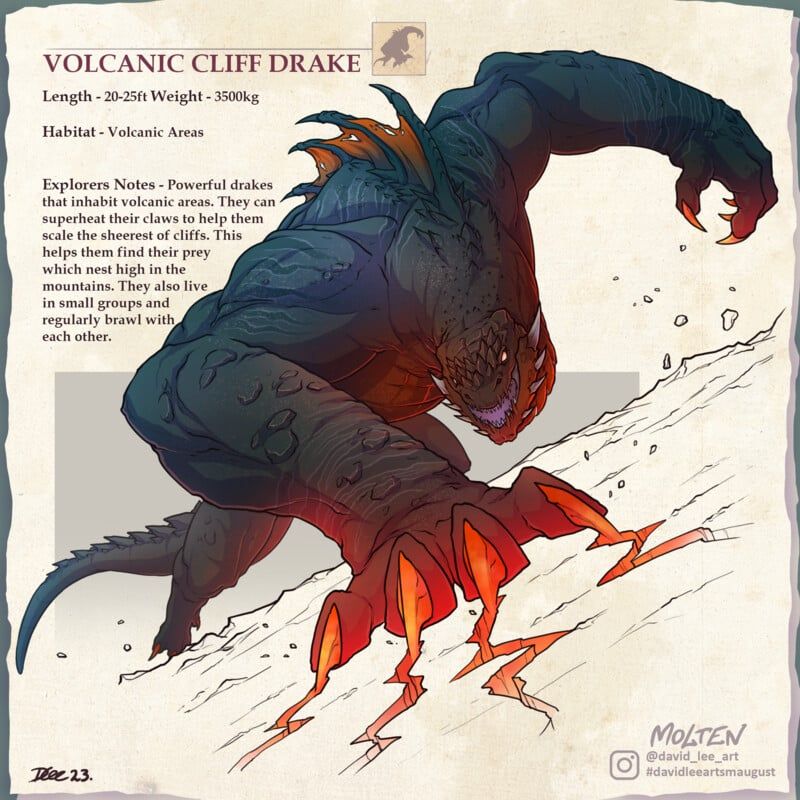 VOLCANIC CLIFF DRAKE
Length - 20-25ft Weight - 3500kg
Habitat - Volcanic Areas
Explorers Notes - Powerful drakes
that inhabit volcanic areas. They can
superheat their claws to help them
scale the sheerest of cliffs. This
helps them find their prey
which nest high in the
mountains. They also live
in small groups and
regularly brawl with
each other.
MOLTEN
@david_lee_art
#davidleeartsmaugust
DLee 23.